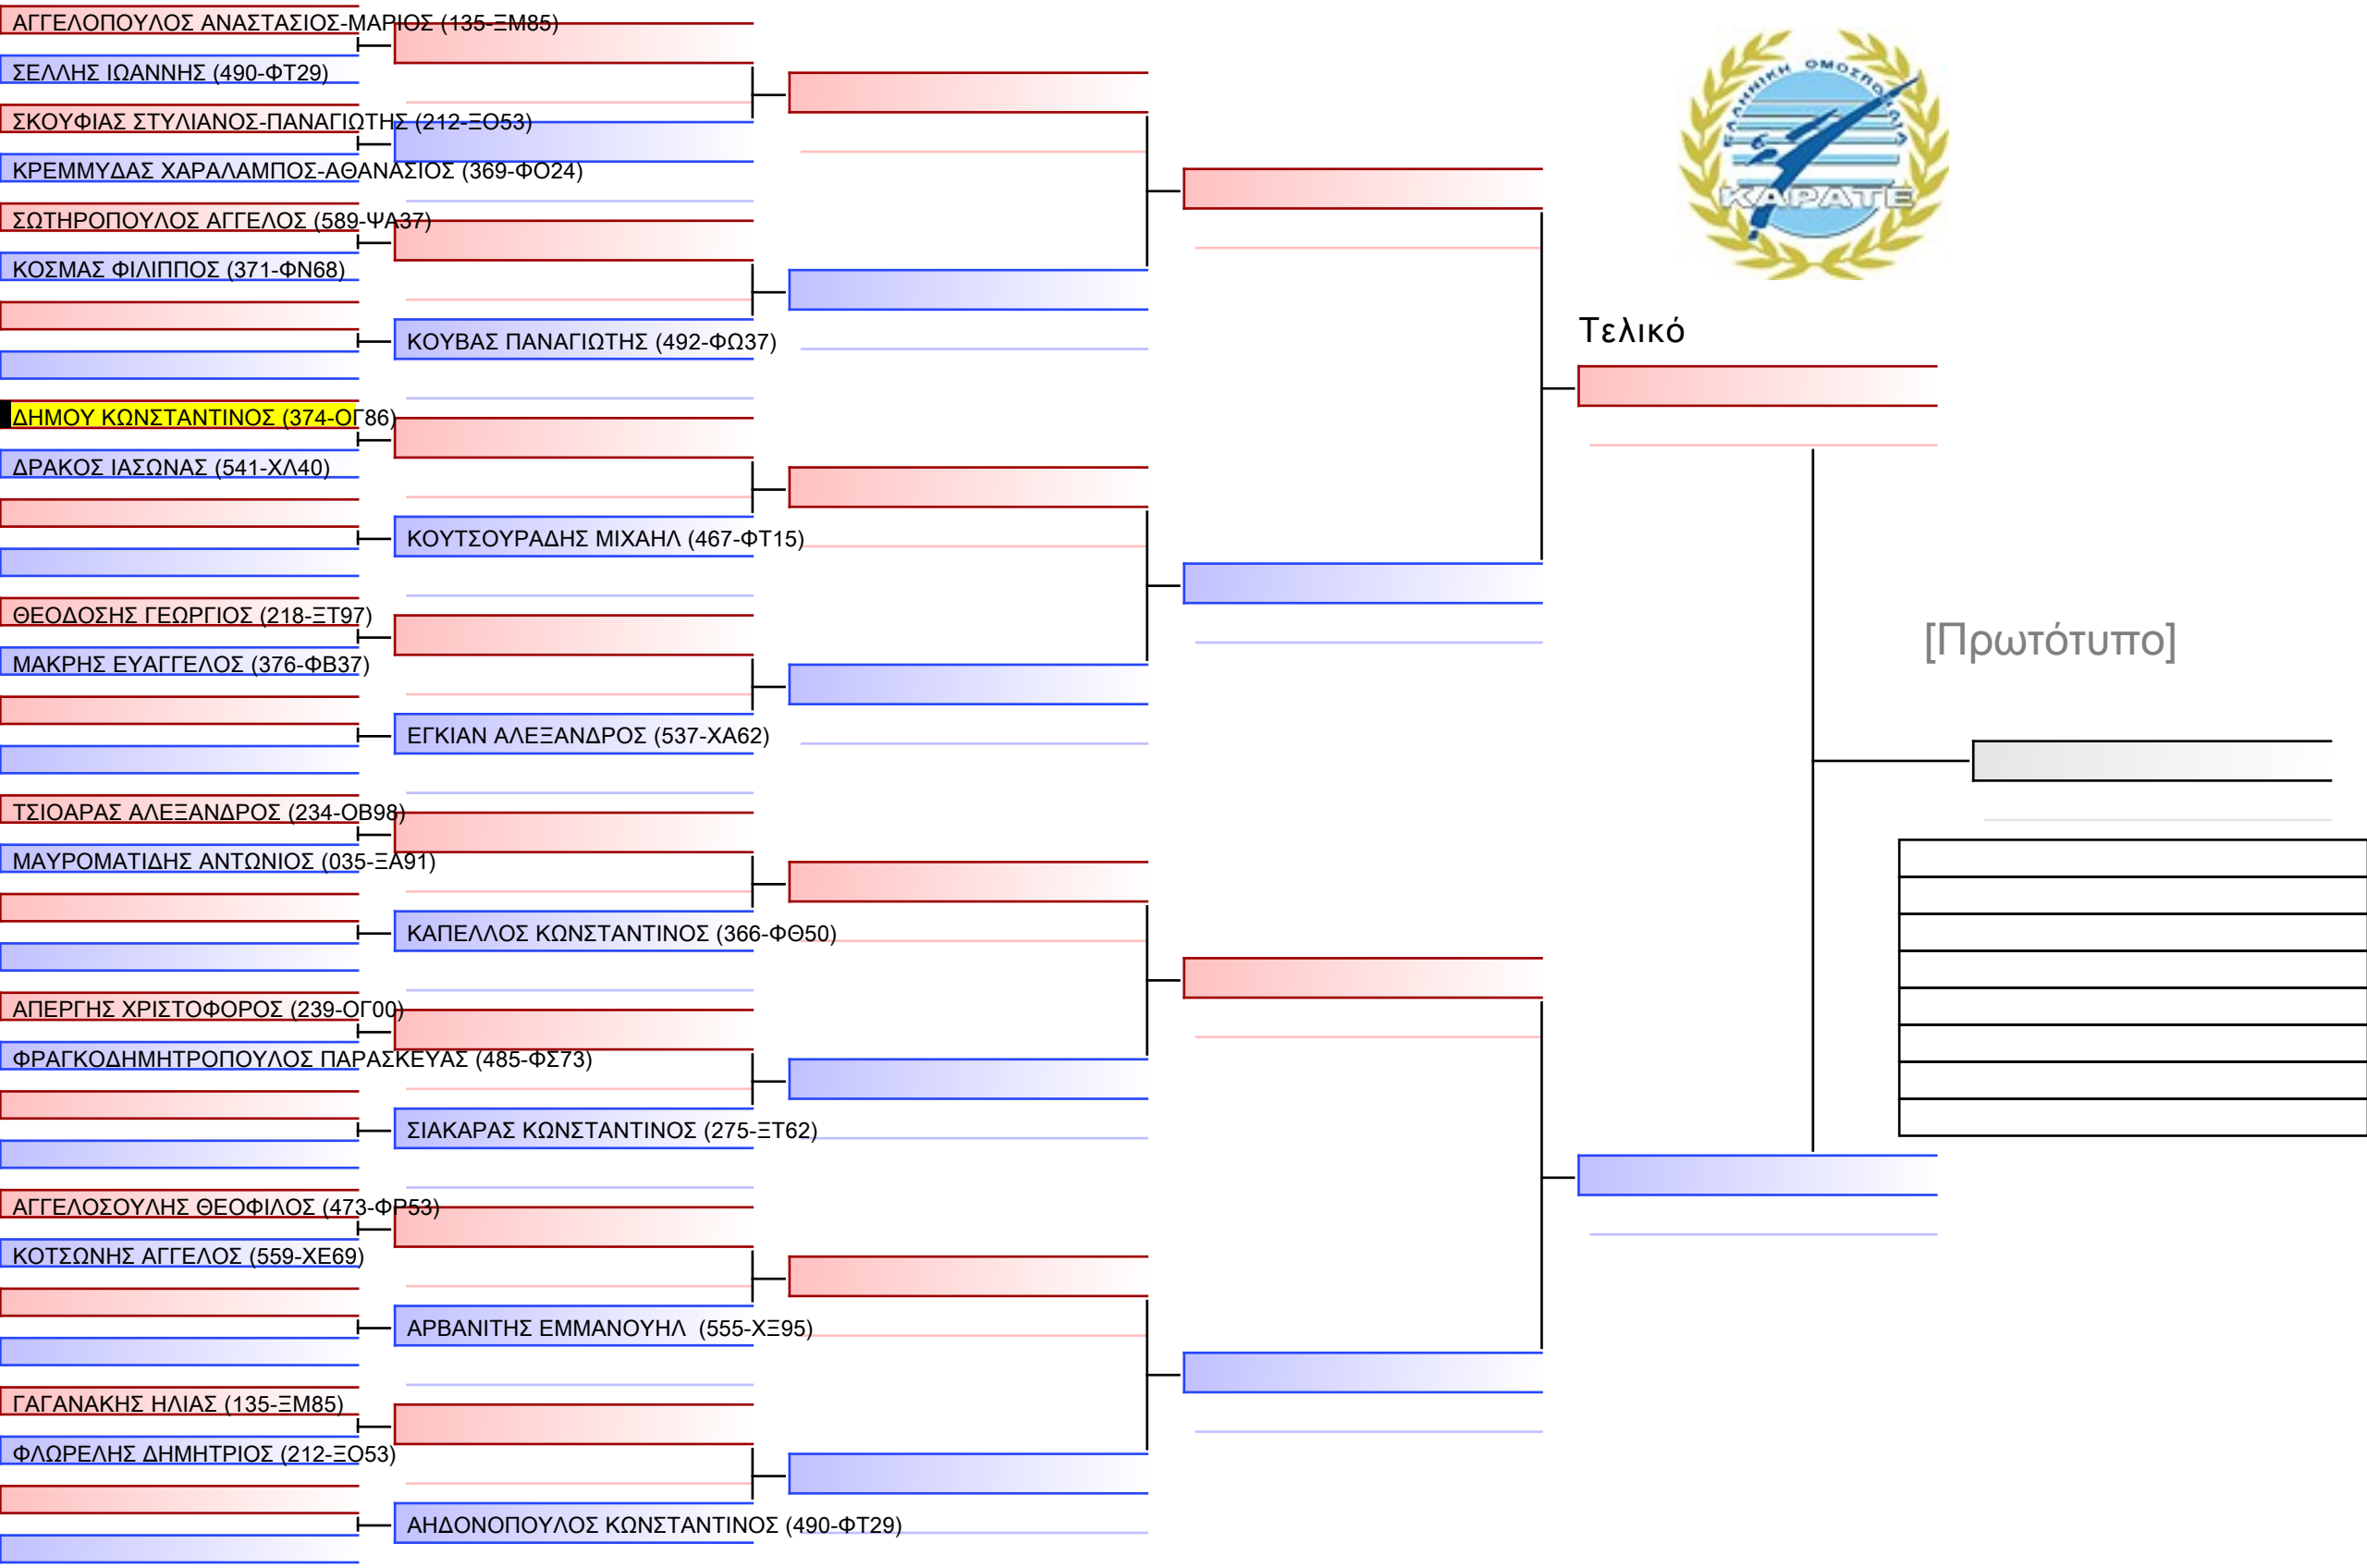 ΑΓΓΕΛΟΠΟΥΛΟΣ ΑΝΑΣΤΑΣΙΟΣ-ΜΑΡΙΟΣ (135-ΞΜ85)
ΣΕΛΛΗΣ ΙΩΑΝΝΗΣ (490-ΦΤ29)
ΣΚΟΥΦΙΑΣ ΣΤΥΛΙΑΝΟΣ-ΠΑΝΑΓΙΩΤΗΣ (212-ΞΟ53)
ΚΡΕΜΜΥΔΑΣ ΧΑΡΑΛΑΜΠΟΣ-ΑΘΑΝΑΣΙΟΣ (369-ΦΟ24)
ΣΩΤΗΡΟΠΟΥΛΟΣ ΑΓΓΕΛΟΣ (589-ΨΑ37)
ΚΟΣΜΑΣ ΦΙΛΙΠΠΟΣ (371-ΦΝ68)
ΚΟΥΒΑΣ ΠΑΝΑΓΙΩΤΗΣ (492-ΦΩ37)
ΔΗΜΟΥ ΚΩΝΣΤΑΝΤΙΝΟΣ (374-ΟΓ86)
ΔΡΑΚΟΣ ΙΑΣΩΝΑΣ (541-ΧΛ40)
ΚΟΥΤΣΟΥΡΑΔΗΣ ΜΙΧΑΗΛ (467-ΦΤ15)
ΘΕΟΔΟΣΗΣ ΓΕΩΡΓΙΟΣ (218-ΞΤ97)
ΜΑΚΡΗΣ ΕΥΑΓΓΕΛΟΣ (376-ΦΒ37)
ΕΓΚΙΑΝ ΑΛΕΞΑΝΔΡΟΣ (537-ΧΑ62)
ΤΣΙΟΑΡΑΣ ΑΛΕΞΑΝΔΡΟΣ (234-ΟΒ98)
ΜΑΥΡΟΜΑΤΙΔΗΣ ΑΝΤΩΝΙΟΣ (035-ΞΑ91)
ΚΑΠΕΛΛΟΣ ΚΩΝΣΤΑΝΤΙΝΟΣ (366-ΦΘ50)
ΑΠΕΡΓΗΣ ΧΡΙΣΤΟΦΟΡΟΣ (239-ΟΓ00)
ΦΡΑΓΚΟΔΗΜΗΤΡΟΠΟΥΛΟΣ ΠΑΡΑΣΚΕΥΑΣ (485-ΦΣ73)
ΣΙΑΚΑΡΑΣ ΚΩΝΣΤΑΝΤΙΝΟΣ (275-ΞΤ62)
ΑΓΓΕΛΟΣΟΥΛΗΣ ΘΕΟΦΙΛΟΣ (473-ΦΡ53)
ΚΟΤΣΩΝΗΣ ΑΓΓΕΛΟΣ (559-ΧΕ69)
ΑΡΒΑΝΙΤΗΣ ΕΜΜΑΝΟΥΗΛ (555-ΧΞ95)
ΓΑΓΑΝΑΚΗΣ ΗΛΙΑΣ (135-ΞΜ85)
ΦΛΩΡΕΛΗΣ ΔΗΜΗΤΡΙΟΣ (212-ΞΟ53)
ΑΗΔΟΝΟΠΟΥΛΟΣ ΚΩΝΣΤΑΝΤΙΝΟΣ (490-ΦΤ29)
ΕΛΛΗΝΙΚΗ ΟΜΟΣΠΟΝΔΙΑ
ΚΑΡΑΤΕ
Τελικό
[Πρωτότυπο]